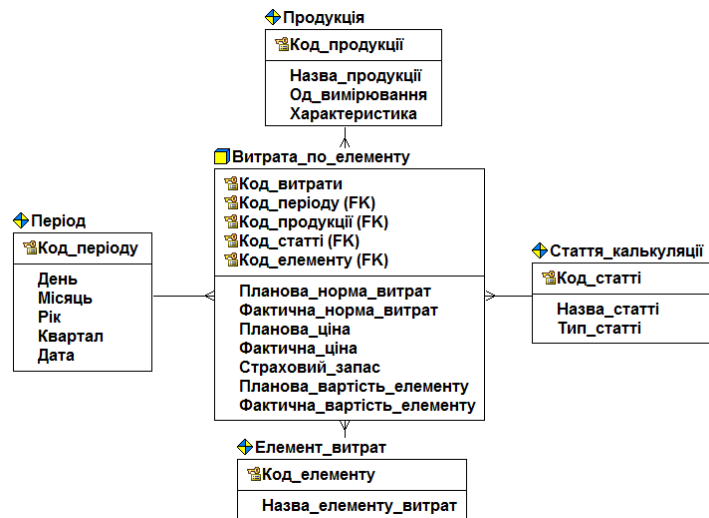 Продукція
Код_продукції
Назва_продукції
Од_вимірювання
Характеристика
Витрата_по_елементу
Код_витрати
Код_періоду (FK)
Код_продукції (FK)
Код_статті (FK)
Код_елементу (FK)
Планова_норма_витрат
Фактична_норма_витрат
Планова_ціна
Фактична_ціна
Страховий_запас
Планова_вартість_елементу
Фактична_вартість_елементу
Період
Код_періоду
День
Місяць
Рік
Квартал
Дата
Стаття_калькуляції
Код_статті
Назва_статті
Тип_статті
Елемент_витрат
Код_елементу
Назва_елементу_витрат